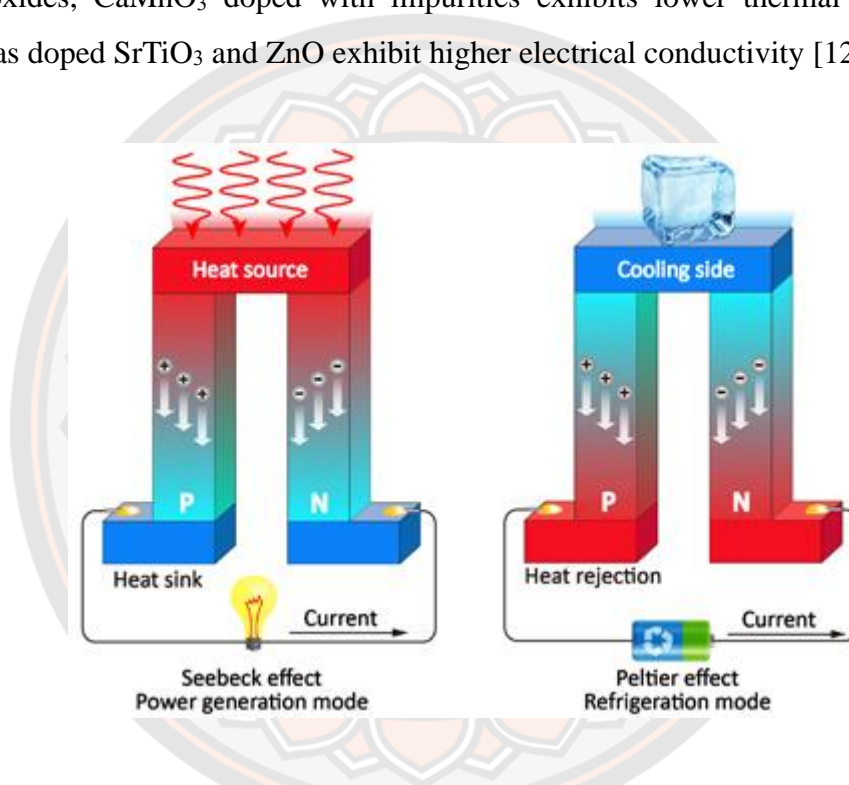 oxides, CaMnO₃ doped with impurities exhibits lower thermal
as doped SrTiO₃ and ZnO exhibit higher electrical conductivity [12
Heat source
P
N
Heat sink
Current
Seebeck effect
Power generation mode
Cooling side
P
N
Heat rejection
Current
Peltier effect
Refrigeration mode